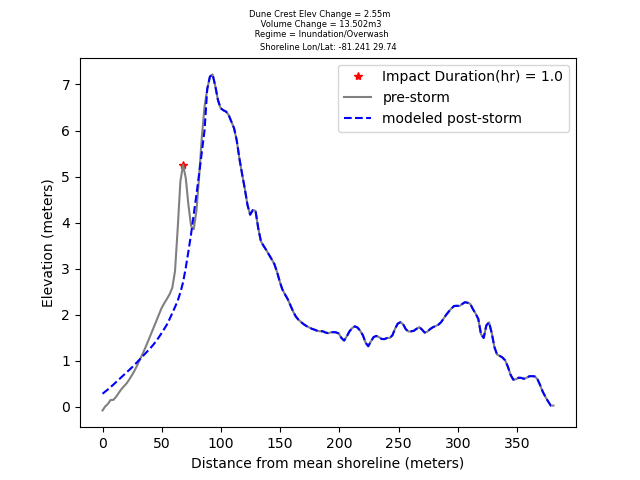 Dune Crest Elev Change = 2.55m
Volume Change = 13.502m3
Regime = Inundation/Overwash
Shoreline Lon/Lat: -81.241 29.74
Impact Duration(hr) = 1.0
pre-storm
modeled post-storm
Elevation (meters)
7
6
5
4
3
2
1
0
0 50 100 150 200 250 300 350
Distance from mean shoreline (meters)